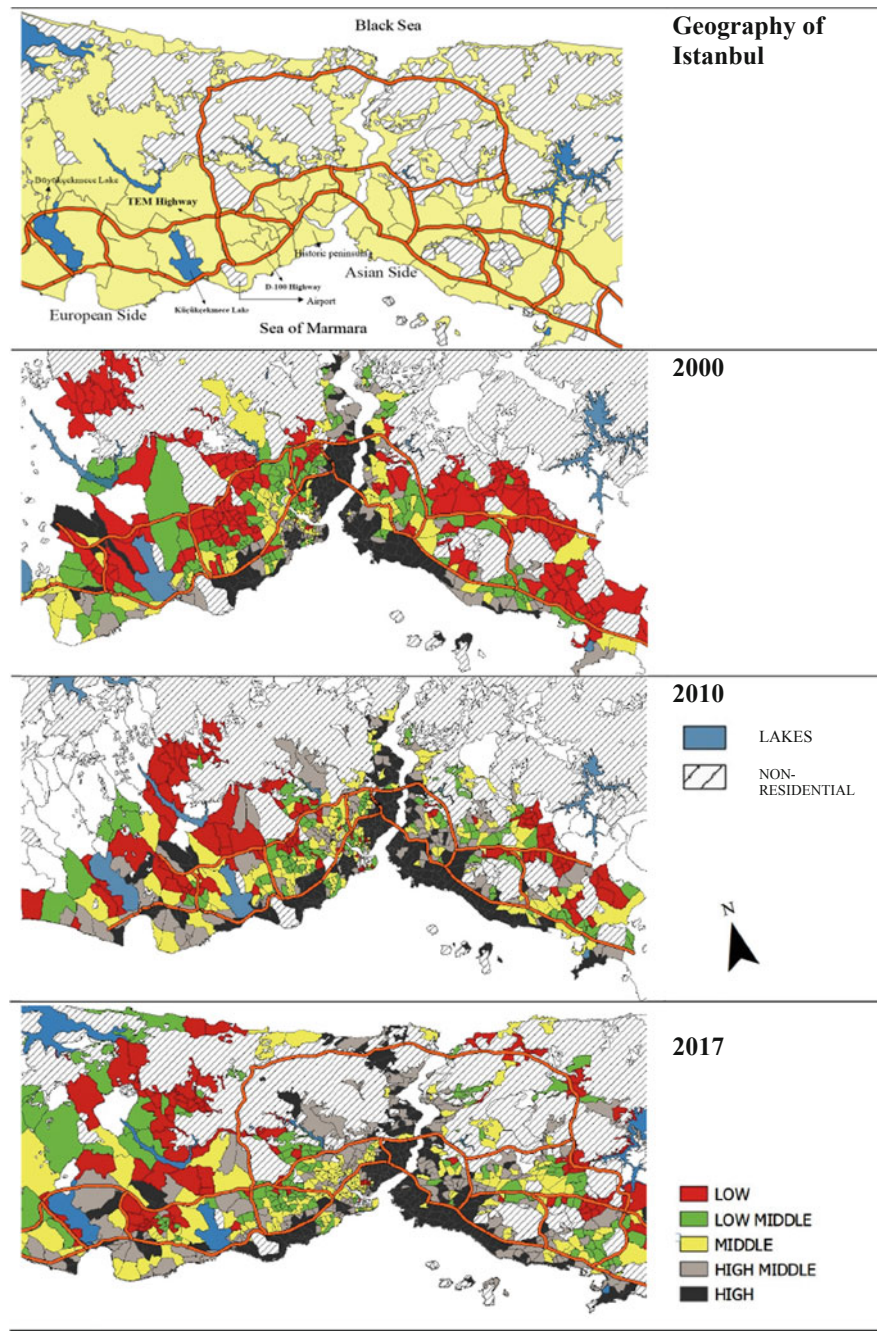 Black Sea
Geography of
Istanbul
Büyükçekmece Lake
TEM Highway
Historic peninsula
Asian Side
D-100 Highway
Airport
European Side
Küçükçekmece Lake
Sea of Marmara
2000
2010
LAKES
NON-
RESIDENTIAL
N
2017
LOW
LOW MIDDLE
MIDDLE
HIGH MIDDLE
HIGH